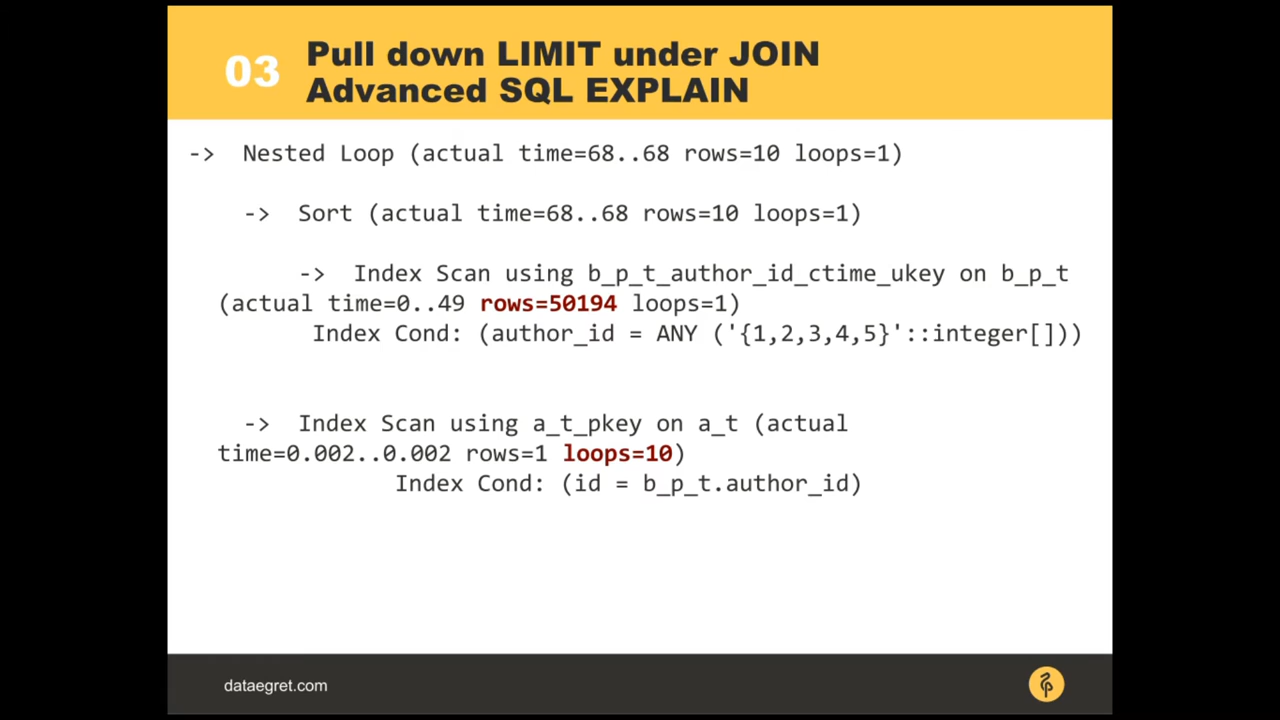 03
Pull down LIMIT under JOIN
Advanced SQL EXPLAIN
-> Nested Loop (actual time=68..68 rows=10 loops=1)
-> Sort (actual time=68..68 rows=10 loops=1)
-> Index Scan using b_p_t_author_id_ctime_ukey on b_p_t
(actual time=0..49 rows=50194 loops=1)
Index Cond: (author_id = ANY ('{1,2,3,4,5}'::integer[]))
-> Index Scan using a_t_pkey on a_t (actual
time=0.002..0.002 rows=1 loops=10)
Index Cond: (id = b_p_t.author_id)
dataegret.com